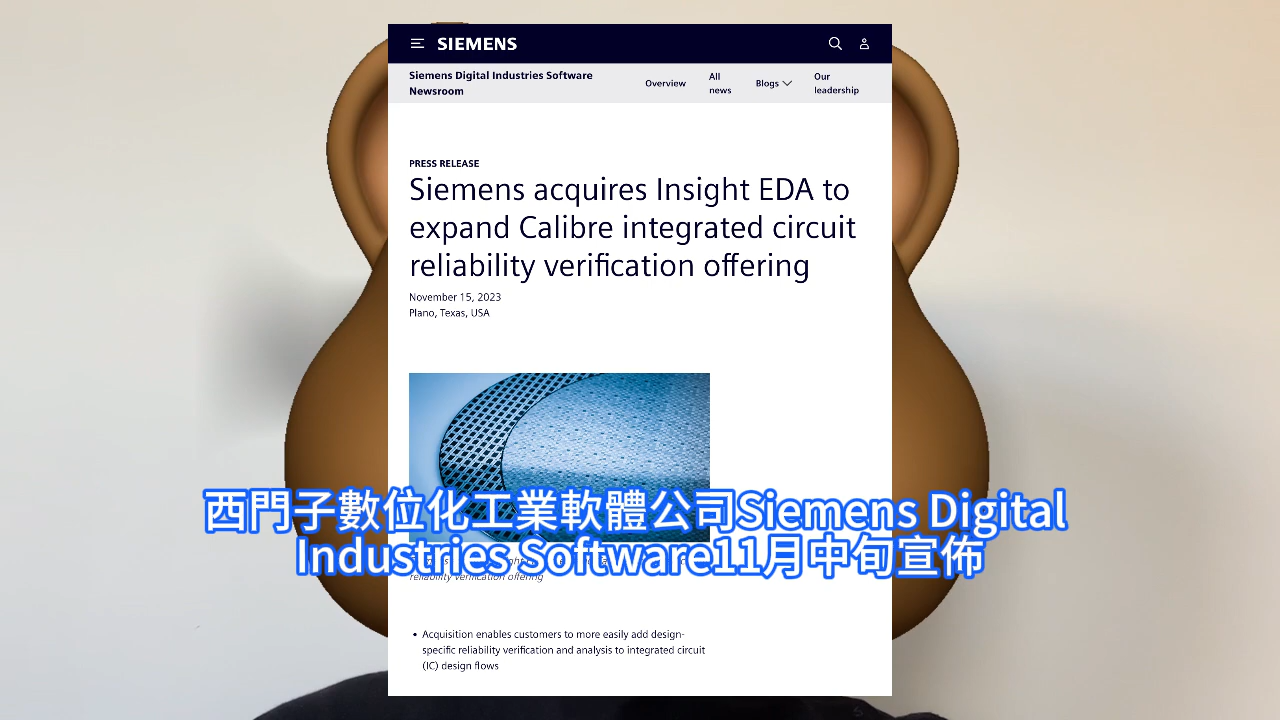 SIEMENS
Siemens Digital Industries Software
Newsroom
Overview
All
news
Blogs
Our
leadership
PRESS RELEASE
Siemens acquires Insight EDA to
expand Calibre integrated circuit
reliability verification offering
November 15, 2023
Plano, Texas, USA
西門子數位化工業軟體公司Siemens Digital
Industries Software11月中旬宣佈
reliability verification offering
• Acquisition enables customers to more easily add design-
specific reliability verification and analysis to integrated circuit
(IC) design flows